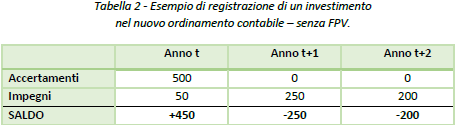 Tabella 2 - Esempio di registrazione di un investimento
nel nuovo ordinamento contabile – senza FPV.
Anno t Anno t+1 Anno t+2
Accertamenti 500 0 0
Impegni 50 250 200
SALDO +450 -250 -200